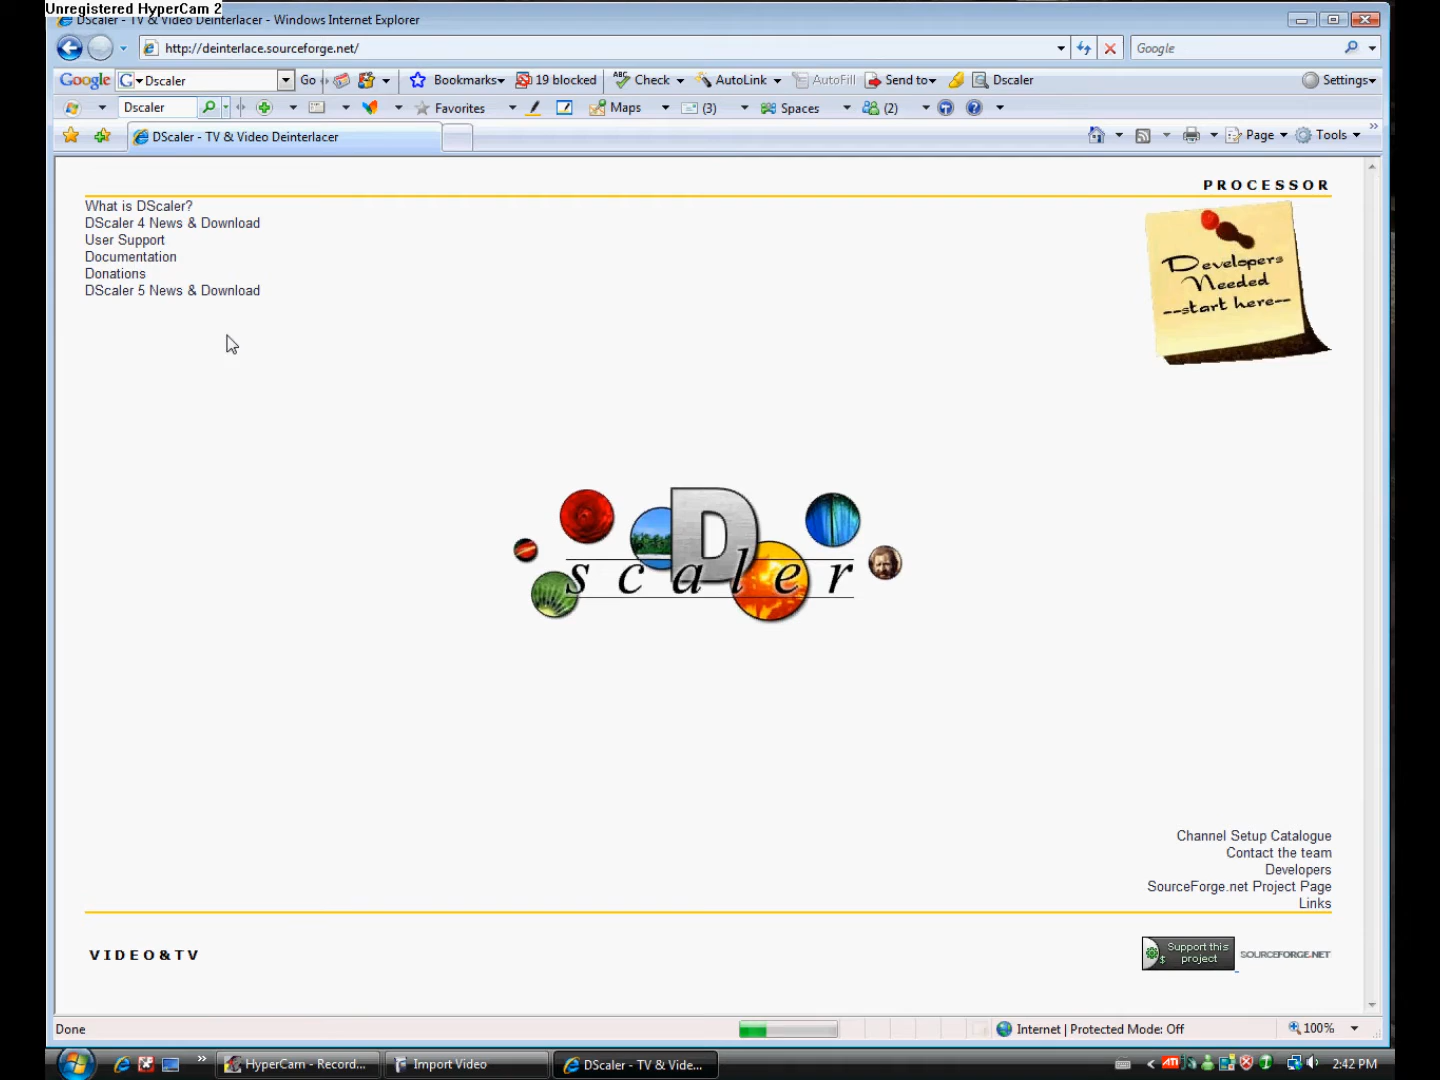 Unregistered HyperCam 2
DScaler - TV & Video Deinterlacer - Windows Internet Explorer
http://deinterlace.sourceforge.net/
Google
Google
G Dscaler
Go
Bookmarks
19 blocked
ABC Check
AutoLink
AutoFill
Send to
Dscaler
Settings
Dscaler
Favorites
Maps
(3)
Spaces
(2)
DScaler - TV & Video Deinterlacer
Page
Tools
PROCESSOR
What is DScaler?
DScaler 4 News & Download
User Support
Documentation
Donations
DScaler 5 News & Download
Developers
Needed
--start here--
D
scaler
Channel Setup Catalogue
Contact the team
Developers
SourceForge.net Project Page
Links
VIDEO&TV
Support this
$ project
SOURCEFORGE.NET
Done
Internet | Protected Mode: Off
100%
HyperCam - Record...
Import Video
DScaler - TV & Vide...
ATI
2:42 PM